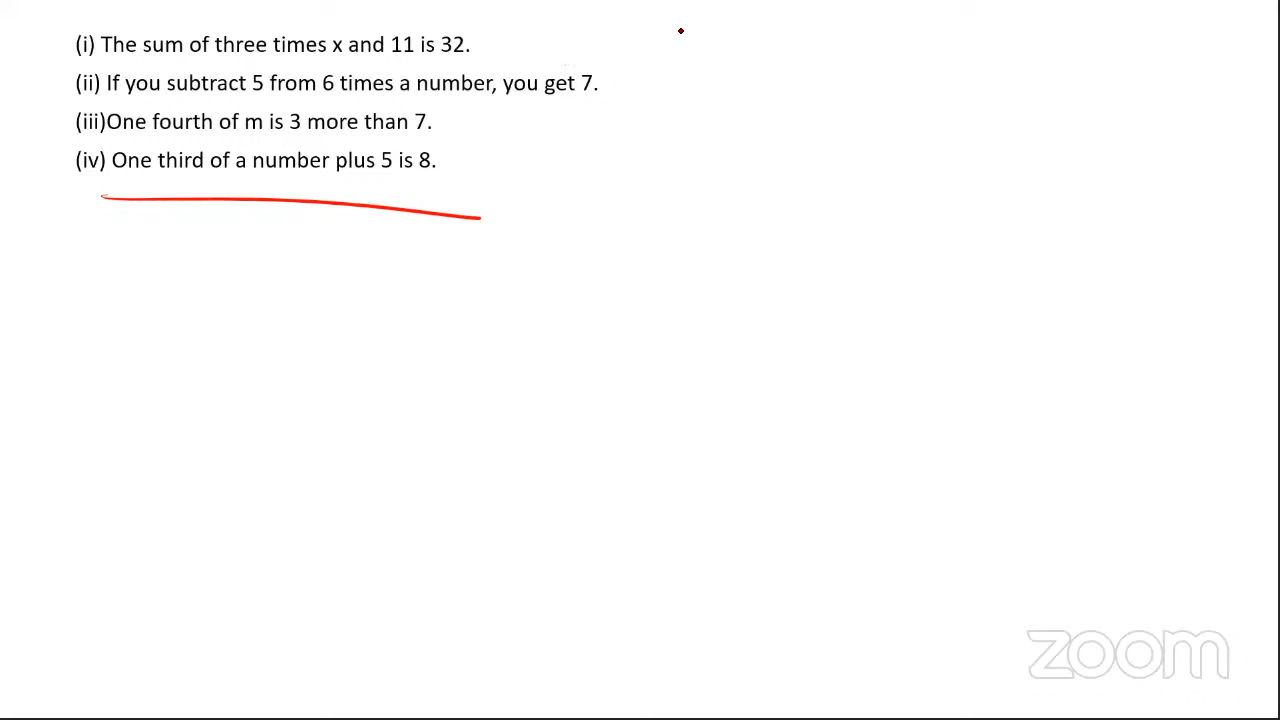 (i) The sum of three times x and 11 is 32.
(ii) If you subtract 5 from 6 times a number, you get 7.
(iii)One fourth of m is 3 more than 7.
(iv) One third of a number plus 5 is 8.
zoom